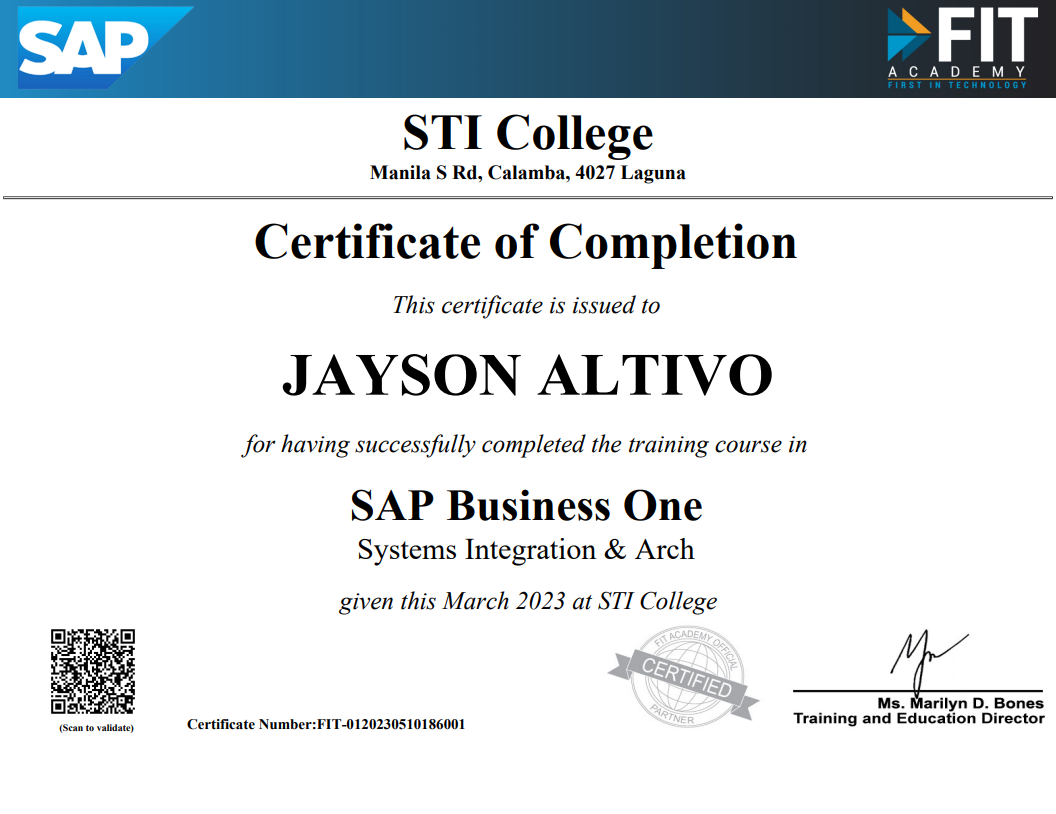 SAP
FIT
ACADEMY
FIRST IN TECHNOLOGY
STI College
Manila S Rd, Calamba, 4027 Laguna
Certificate of Completion
This certificate is issued to
JAYSON ALTIVO
for having successfully completed the training course in
SAP Business One
Systems Integration & Arch
given this March 2023 at STI College
(Scan to validate)
Certificate Number:FIT-0120230510186001
FIT ACADEMY OFFICIAL
CERTIFIED
PARTNER
Ms. Marilyn D. Bones
Training and Education Director